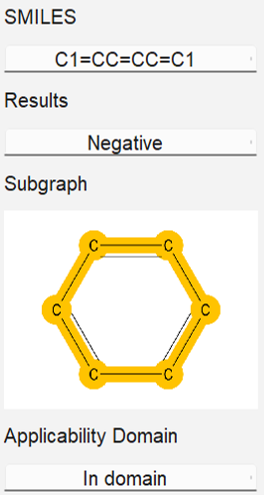 SMILES
C1=CC=CC=C1
Results
Negative
Subgraph
C C
C C
C C
Applicability Domain
In domain